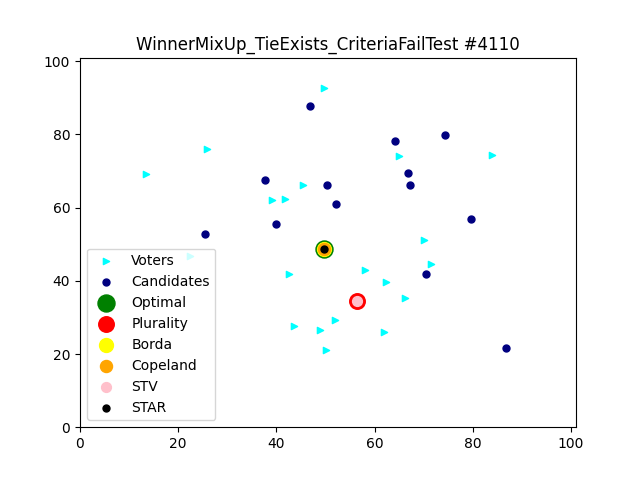 WinnerMixUp_TieExists_CriteriaFailTest #4110
100
80
60
40
20
0
Voters
Candidates
Optimal
Plurality
Borda
Copeland
STV
STAR
0 20 40 60 80 100